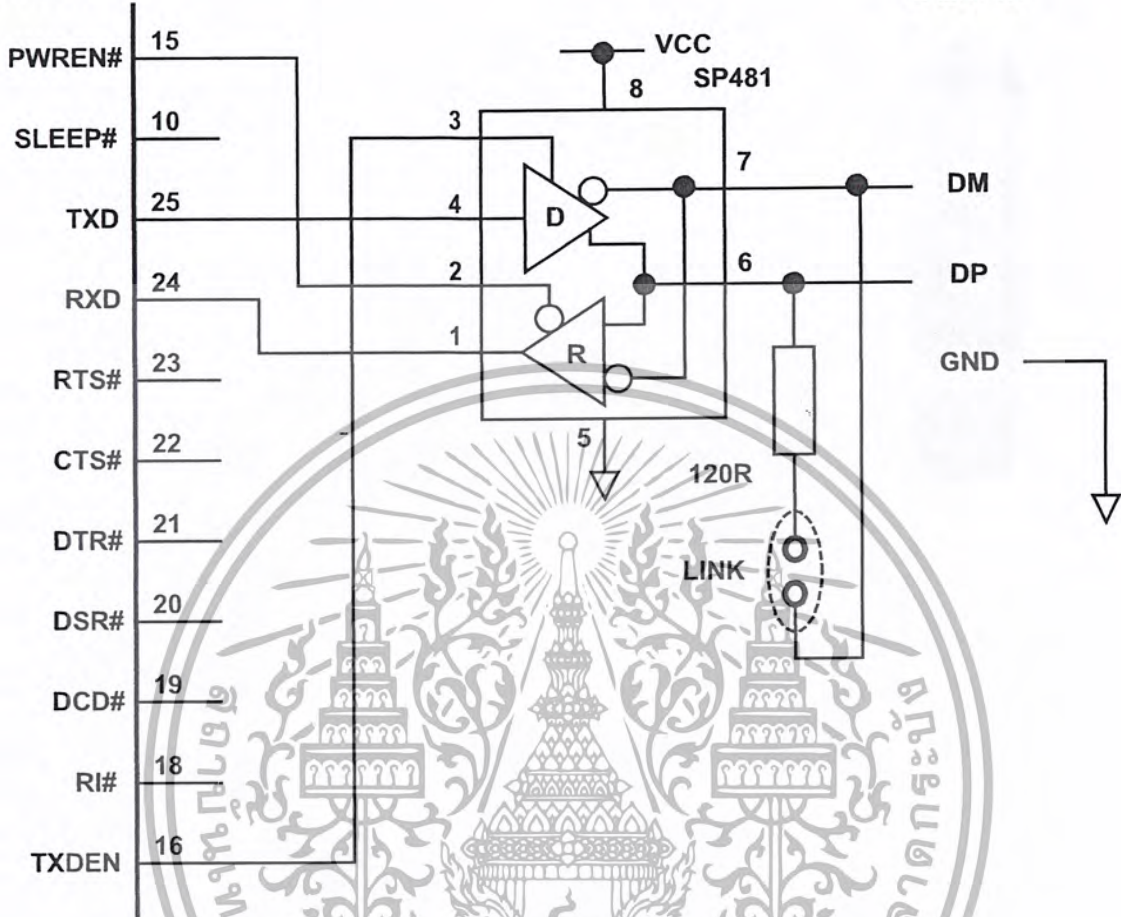 PWREN# 15
VCC
SP481
8
SLEEP# 10
3
7
DM
TXD 25
4
D
6
DP
2
RXD 24
1
R
GND
RTS# 23
5
CTS# 22
120R
DTR# 21
LINK
DSR# 20
DCD# 19
RI# 18
TXDEN 16